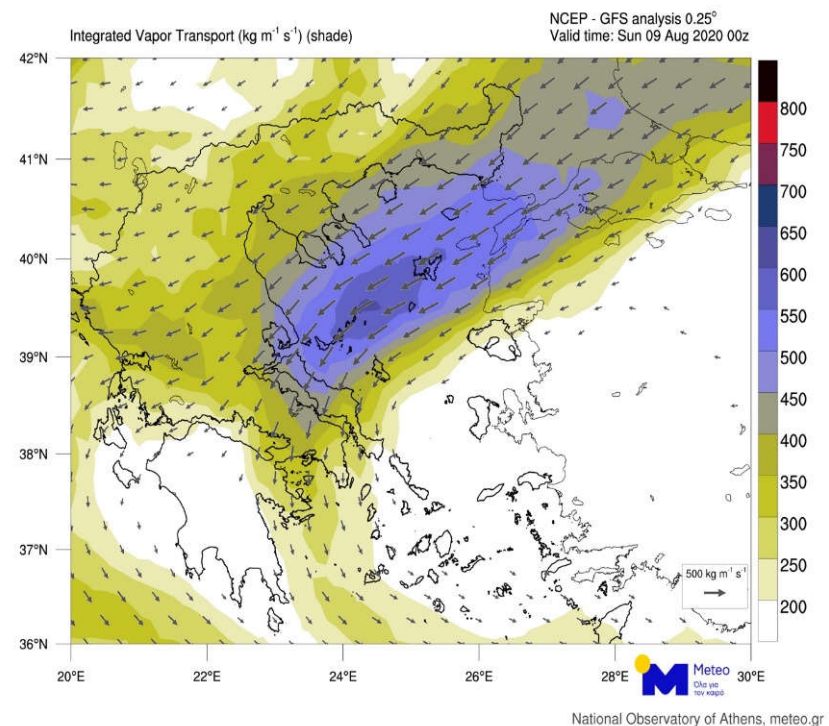 NCEP - GFS analysis 0.25°
Integrated Vapor Transport (kg m⁻¹ s⁻¹) (shade)
Valid time: Sun 09 Aug 2020 00z
42°N
41°N
40°N
39°N
38°N
37°N
36°N
20°E
22°E
24°E
26°E
28°E
30°E
800
750
700
650
600
550
500
450
400
350
300
250
200
500 kg m⁻¹ s⁻¹
M Meteo
Όλα για
τον καιρό
National Observatory of Athens, meteo.gr